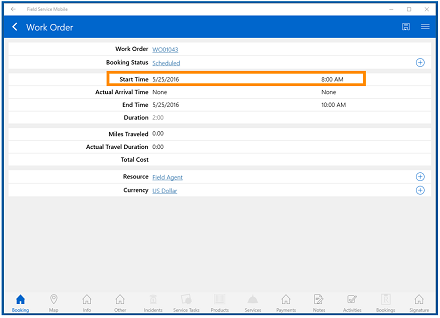 Field Service Mobile
Work Order
Work Order WO01043
Booking Status Scheduled
Start Time 5/25/2016 8:00 AM
Actual Arrival Time None None
End Time 5/25/2016 10:00 AM
Duration 2:00
Miles Traveled 0.00
Actual Travel Duration 0:00
Total Cost
Resource Field Agent
Currency US Dollar
Booking Map Info Other Incidents Service Tasks Products Services Payments Notes Activities Bookings Signature